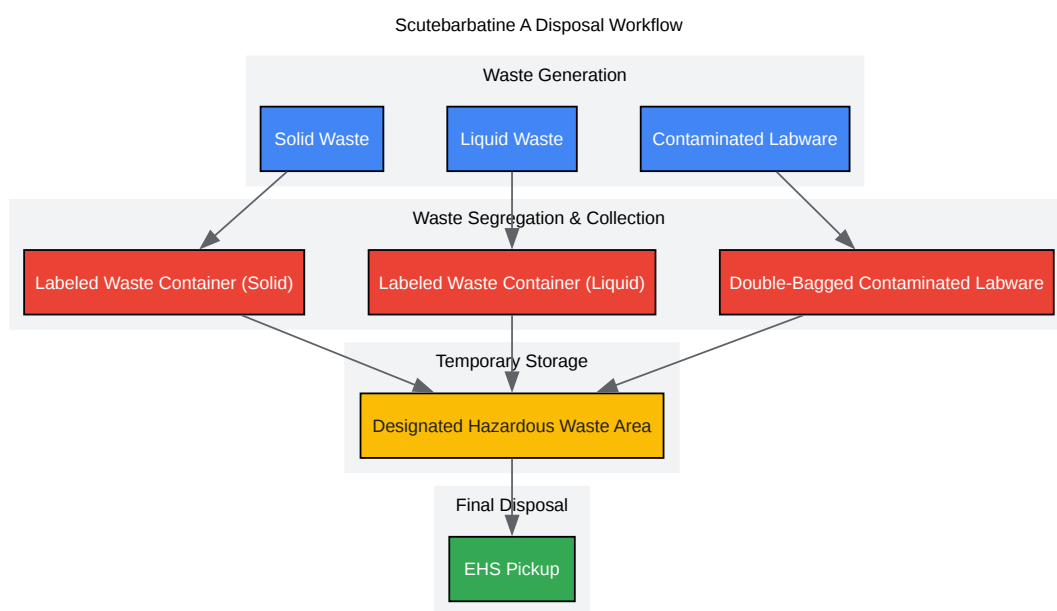 Scutebarbatine A Disposal Workflow
Waste Generation
Solid Waste
Liquid Waste
Contaminated Labware
Waste Segregation & Collection
Labeled Waste Container (Solid)
Labeled Waste Container (Liquid)
Double-Bagged Contaminated Labware
Temporary Storage
Designated Hazardous Waste Area
Final Disposal
EHS Pickup